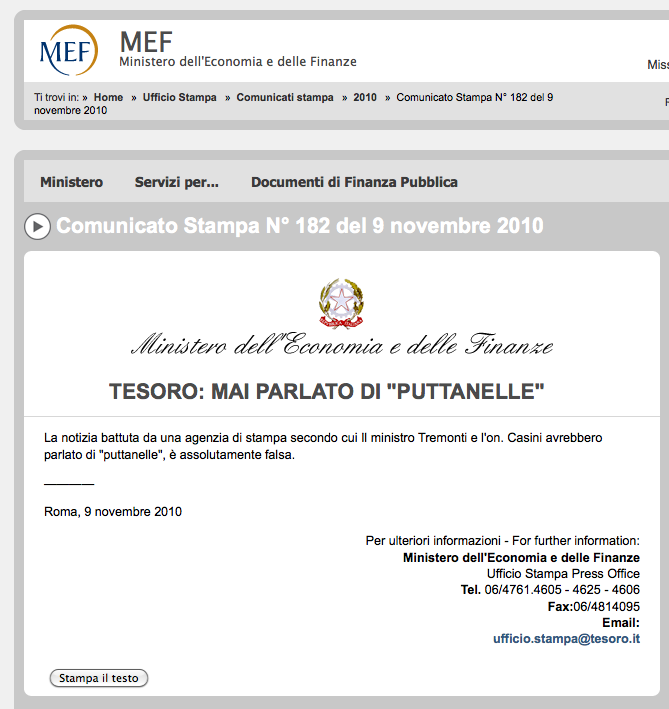 MEF
MEF
Ministero dell'Economia e delle Finanze
Miss
Ti trovi in: » Home » Ufficio Stampa » Comunicati stampa » 2010 » Comunicato Stampa N° 182 del 9
novembre 2010
Ministero Servizi per... Documenti di Finanza Pubblica
Comunicato Stampa N° 182 del 9 novembre 2010
Ministero dell'Economia e delle Finanze
TESORO: MAI PARLATO DI "PUTTANELLE"
La notizia battuta da una agenzia di stampa secondo cui Il ministro Tremonti e l'on. Casini avrebbero
parlato di "puttanelle", è assolutamente falsa.
Roma, 9 novembre 2010
Per ulteriori informazioni - For further information:
Ministero dell'Economia e delle Finanze
Ufficio Stampa Press Office
Tel. 06/4761.4605 - 4625 - 4606
Fax:06/4814095
Email:
ufficio.stampa@tesoro.it
Stampa il testo